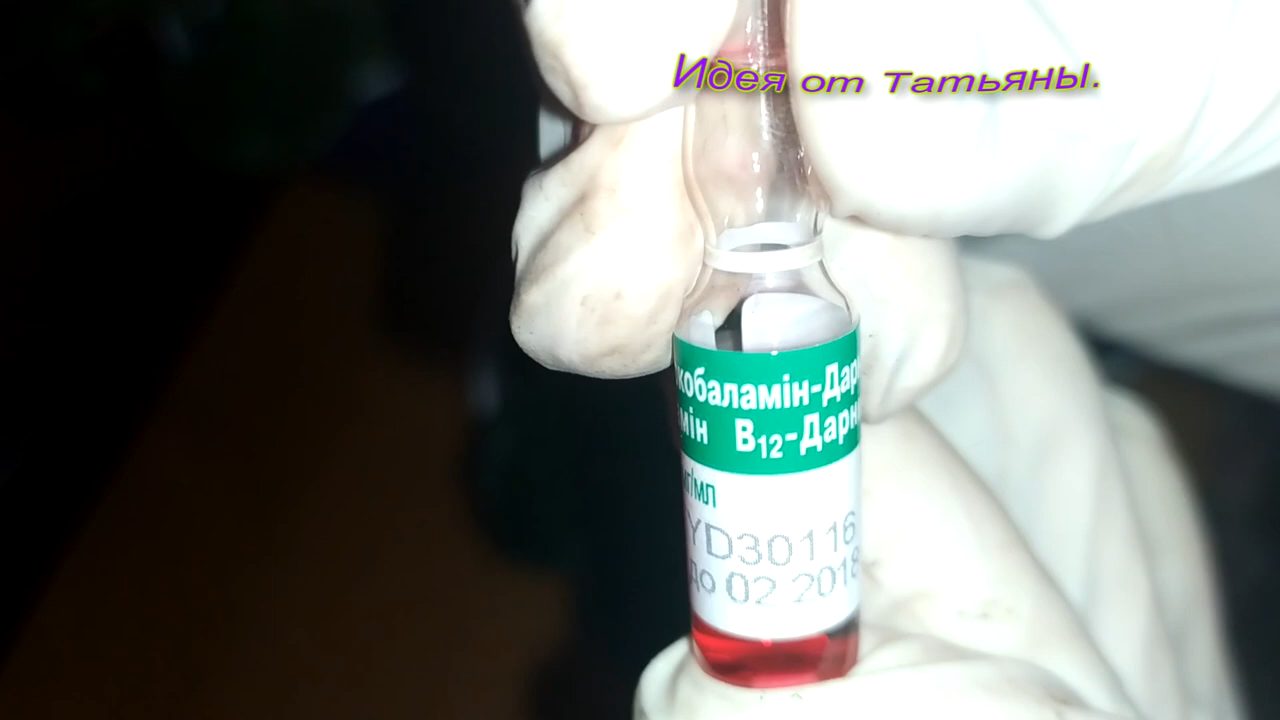 Идея от Татьяны.
кобаламін-Дар
мін B12-Дарн
г/мл
YD30116
до 02 2018